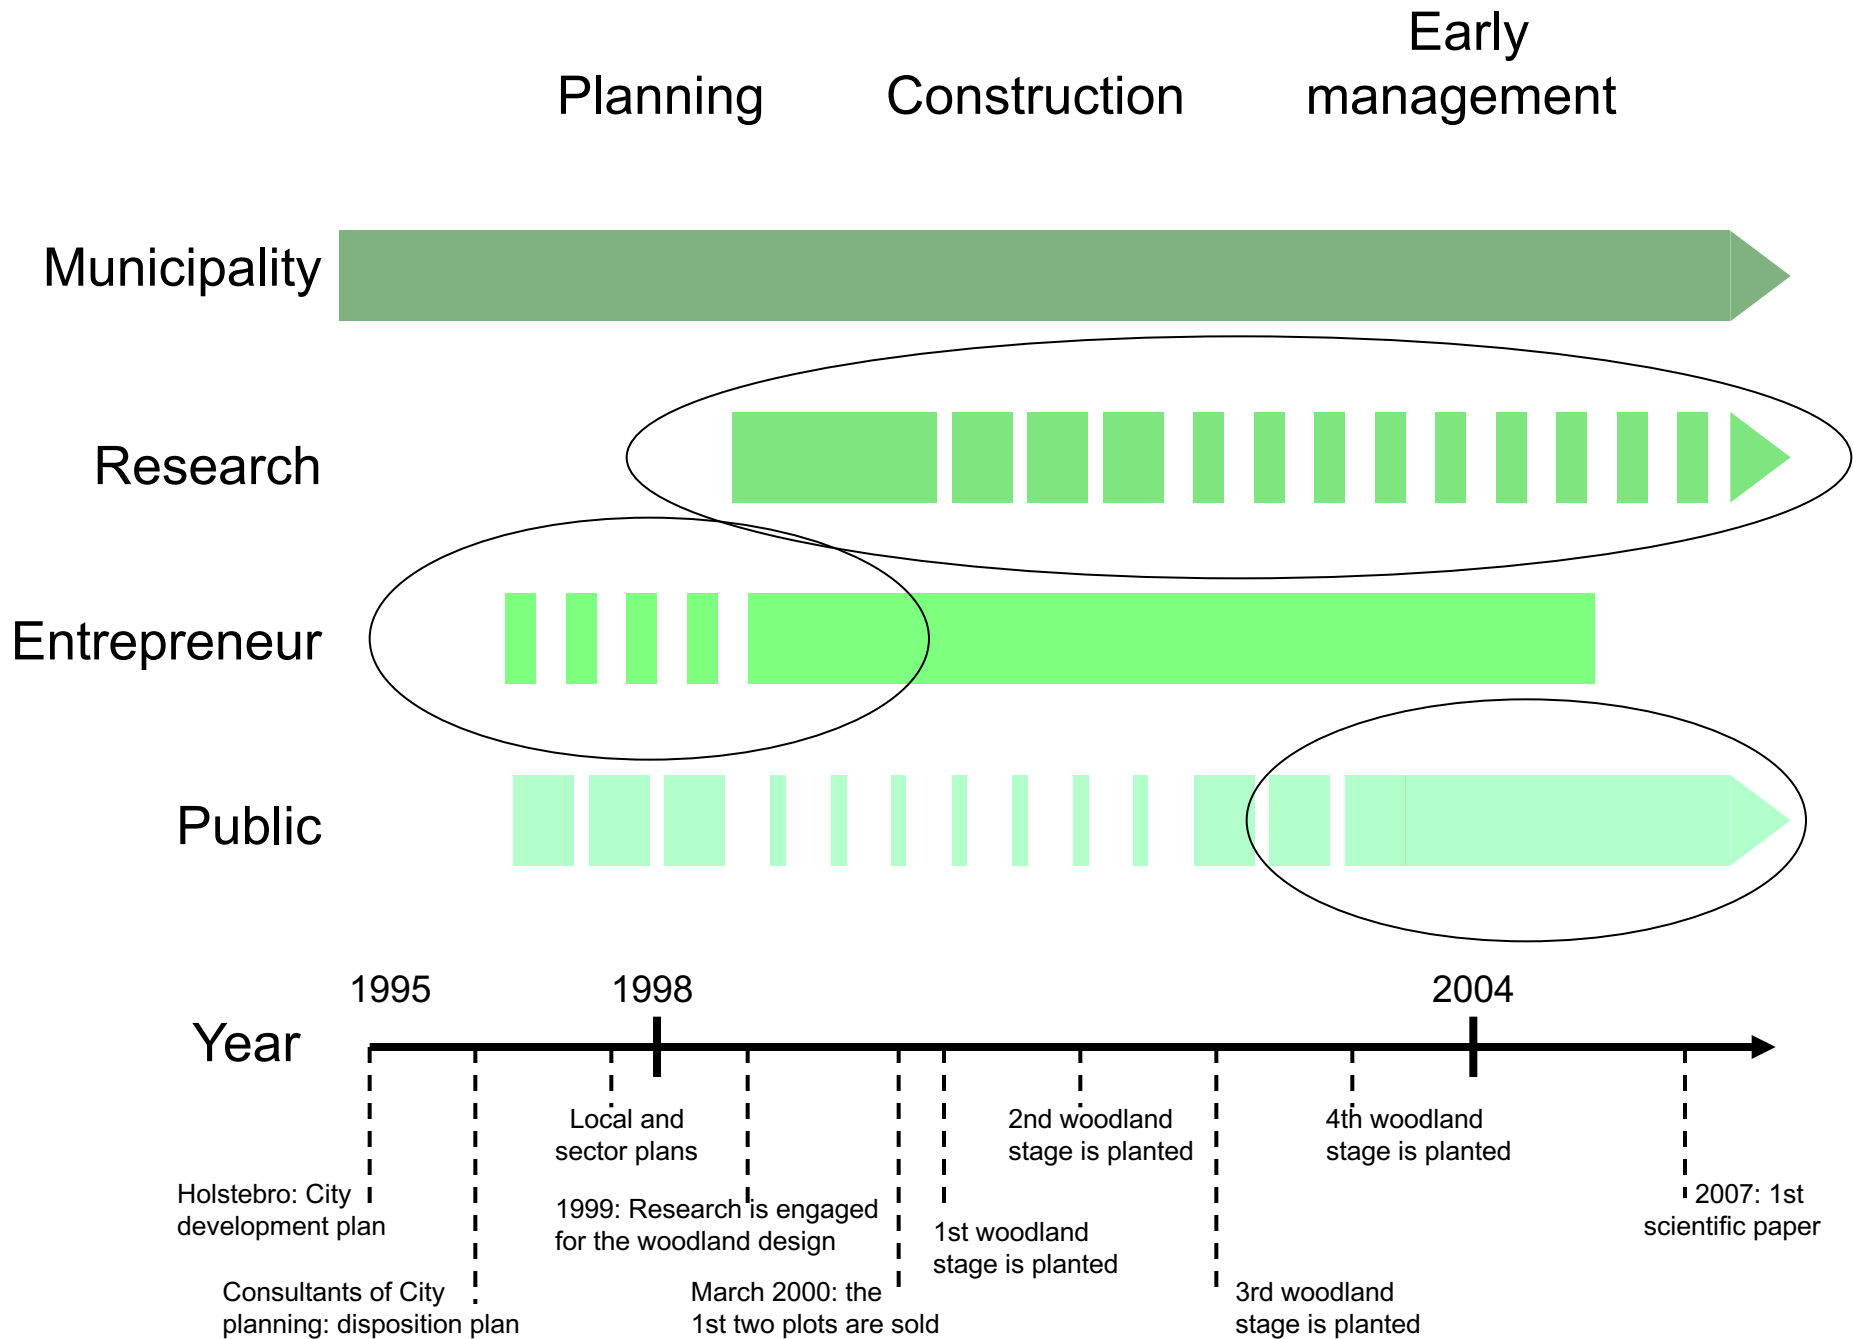 Early
Planning Construction management
Municipality
Research
Entrepreneur
Public
1995 1998 2004
Year
Local and
sector plans
2nd woodland
stage is planted
4th woodland
stage is planted
Holstebro: City
development plan
1999: Research is engaged
for the woodland design
1st woodland
stage is planted
2007: 1st
scientific paper
Consultants of City
planning: disposition plan
March 2000: the
1st two plots are sold
3rd woodland
stage is planted